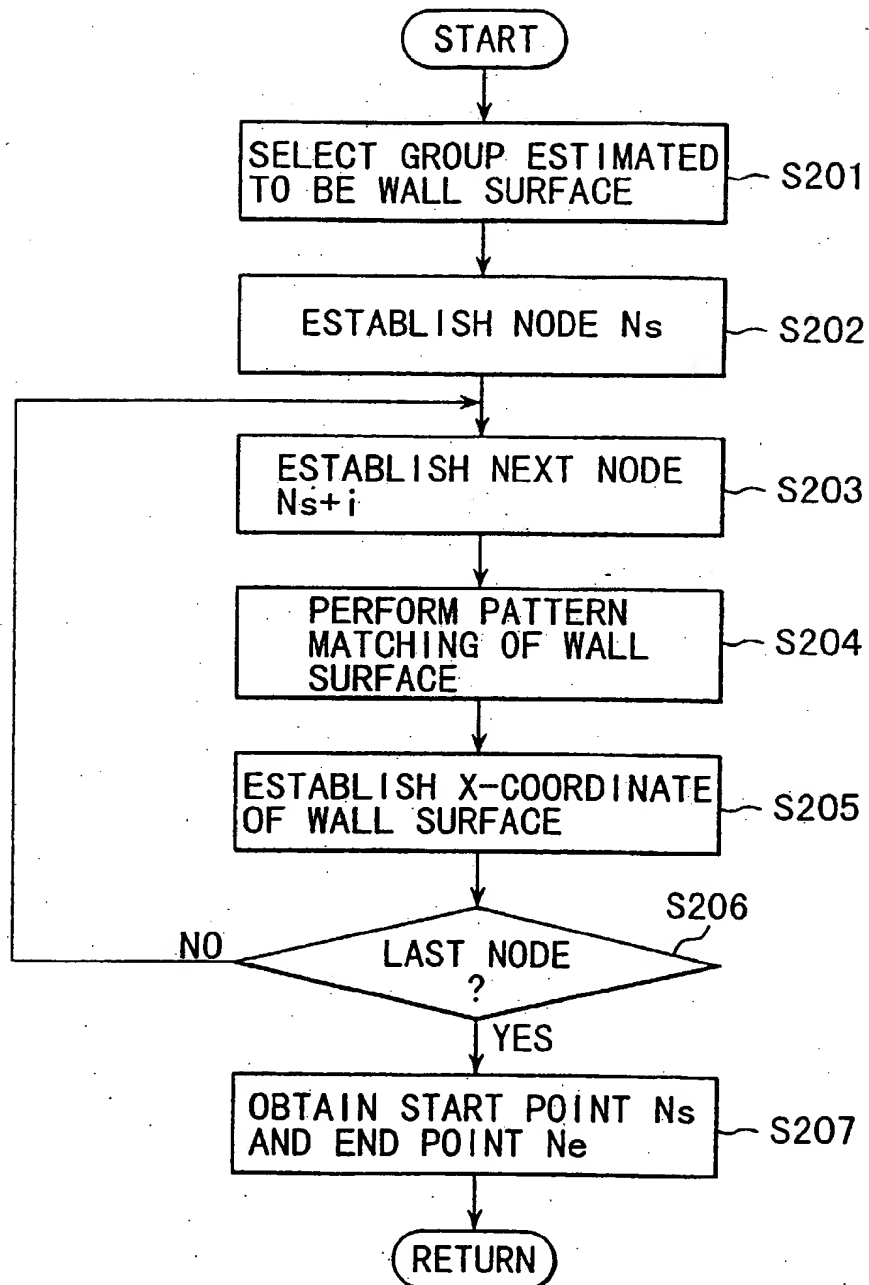 START
SELECT GROUP ESTIMATED
TO BE WALL SURFACE
S201
ESTABLISH NODE Ns
S202
ESTABLISH NEXT NODE
Ns+i
S203
PERFORM PATTERN
MATCHING OF WALL
SURFACE
S204
ESTABLISH X-COORDINATE
OF WALL SURFACE
S205
S206
NO
LAST NODE
?
YES
OBTAIN START POINT Ns
AND END POINT Ne
S207
RETURN